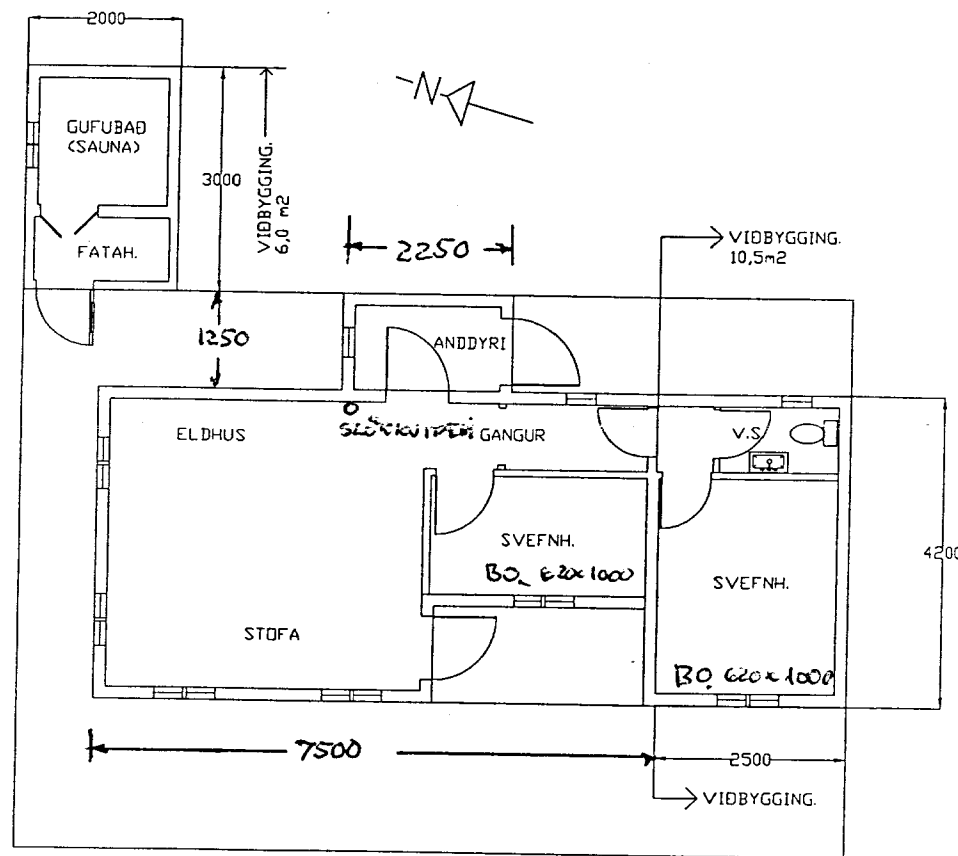 2000
N
GUFUBAÐ
(SAUNA)
3000
VIÐBYGGING.
6,0 m2
FATAH.
2250
VIÐBYGGING.
10,5m2
1250
ANDDYRI
ELDHUS
GANGUR
V.S.
SVEFNH.
BO. 620x1000
4200
SVEFNH.
STOFA
BO. 620x1000
7500
2500
VIÐBYGGING.